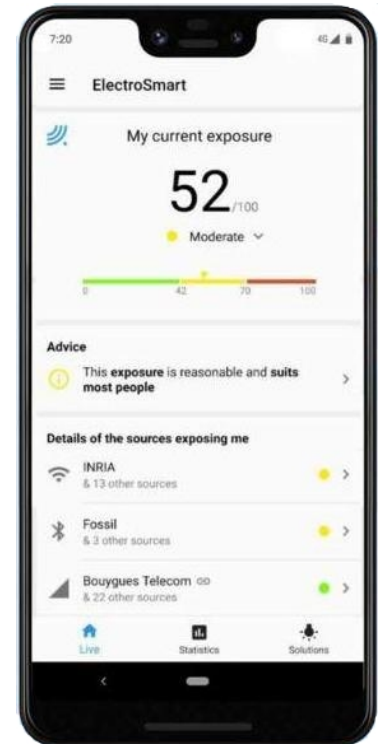 7:20
4G
ElectroSmart
My current exposure
52/100
Moderate
0 42 70 100
Advice
This exposure is reasonable and suits
most people
Details of the sources exposing me
INRIA
& 13 other sources
Fossil
& 3 other sources
Bouygues Telecom
& 22 other sources
Live Statistics Solutions